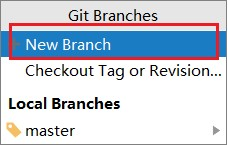 Git Branches
New Branch
Checkout Tag or Revision...
Local Branches
master